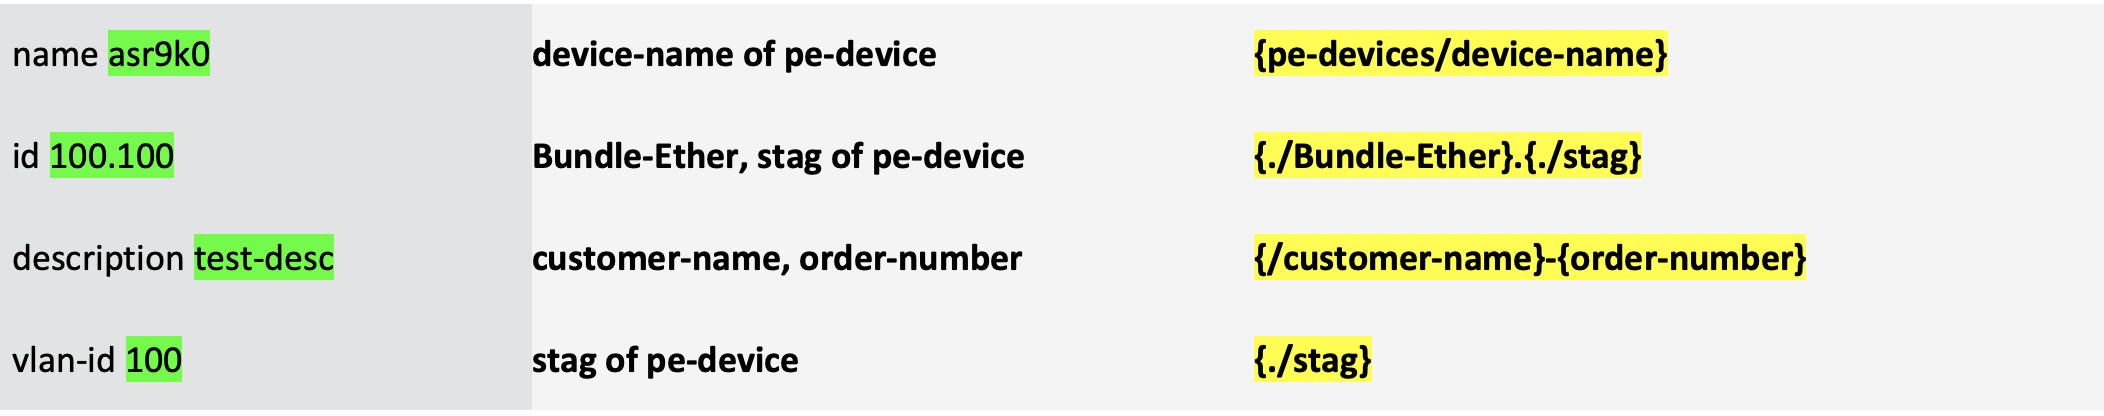 name asr9k0 device-name of pe-device {pe-devices/device-name}
id 100.100 Bundle-Ether, stag of pe-device {./Bundle-Ether}.{./stag}
description test-desc customer-name, order-number {/customer-name}-{order-number}
vlan-id 100 stag of pe-device {./stag}